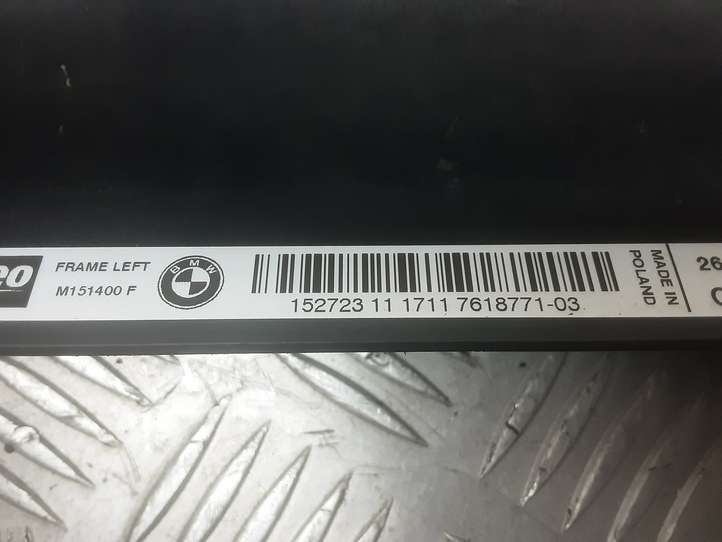 FRAME LEFT
M151400 F
BMW
152723 11 1711 7618771-03
MADE IN
POLAND
26